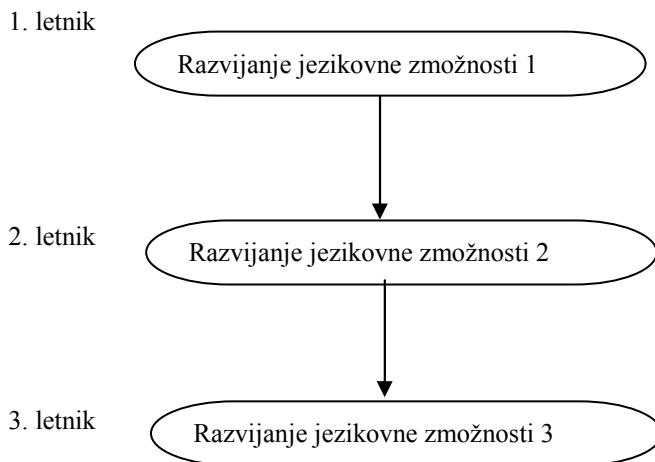 1. letnik
Razvijanje jezikovne zmožnosti 1
2. letnik
Razvijanje jezikovne zmožnosti 2
3. letnik
Razvijanje jezikovne zmožnosti 3